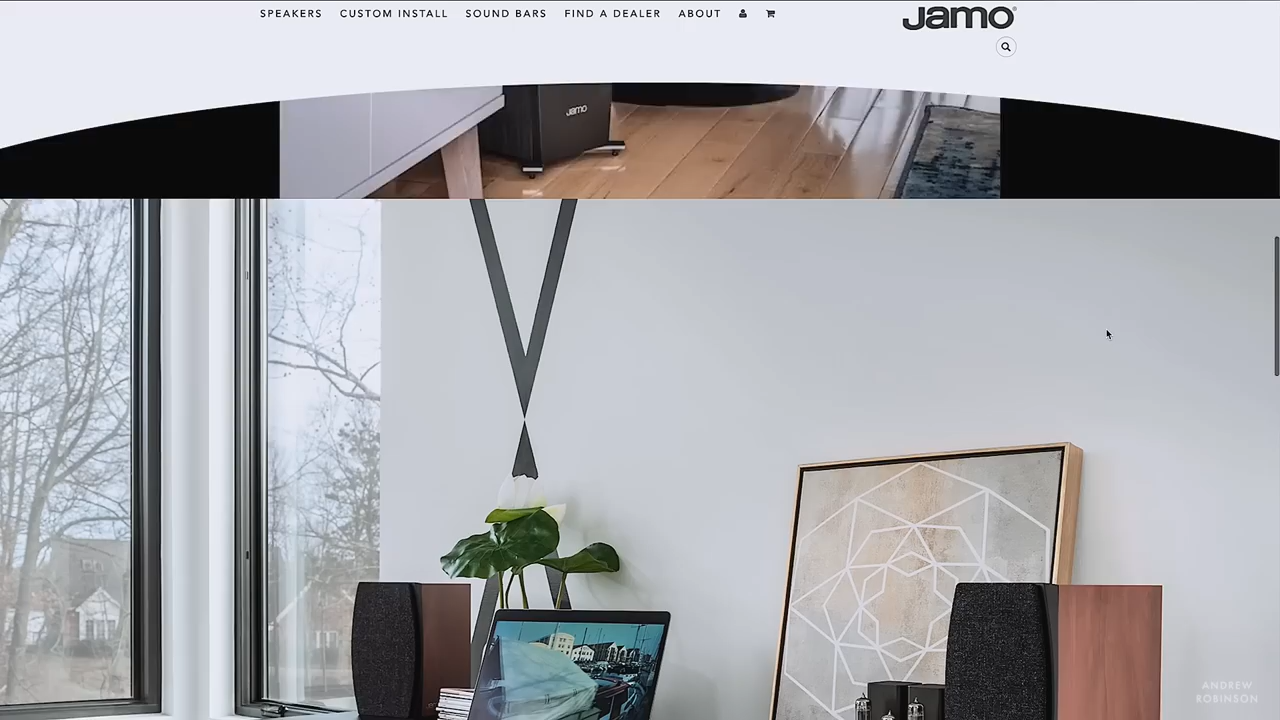 SPEAKERS CUSTOM INSTALL SOUND BARS FIND A DEALER ABOUT
Jamo®
JAMO
ANDREW
ROBINSON